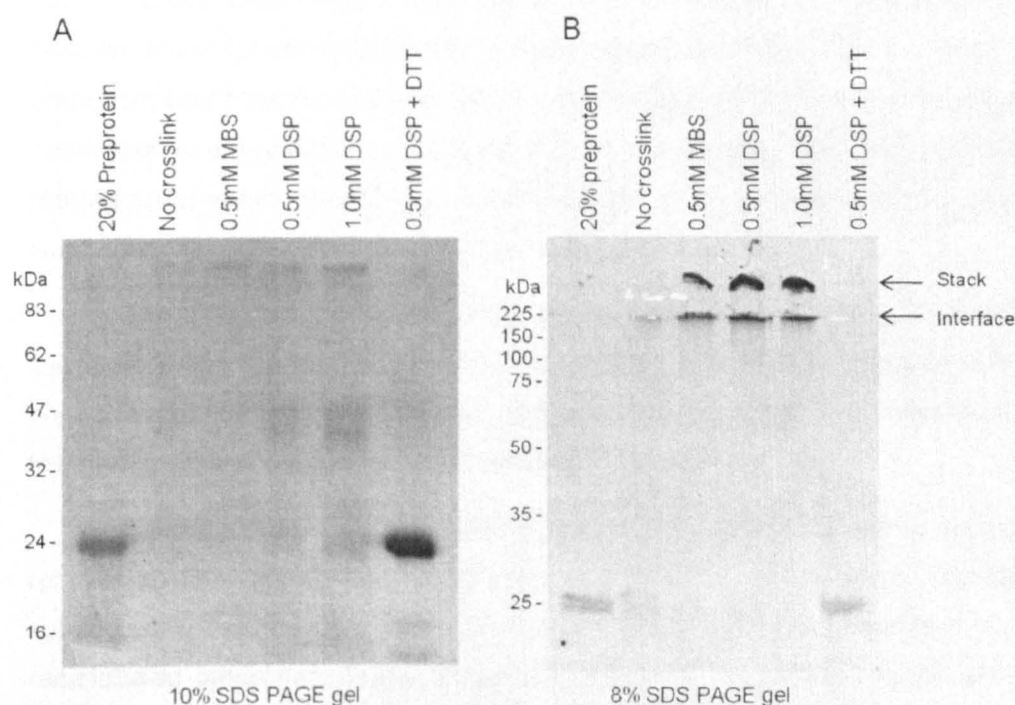 A
20% Preprotein
No crosslink
0.5mM MBS
0.5mM DSP
1.0mM DSP
0.5mM DSP + DTT
kDa
83 -
62 -
47 -
32 -
24 -
16 -
10% SDS PAGE gel
B
20% preprotein
No crosslink
0.5mM MBS
0.5mM DSP
1.0mM DSP
0.5mM DSP + DTT
kDa
225 -
150 -
100 -
75 -
50 -
35 -
25 -
Stack
Interface
8% SDS PAGE gel